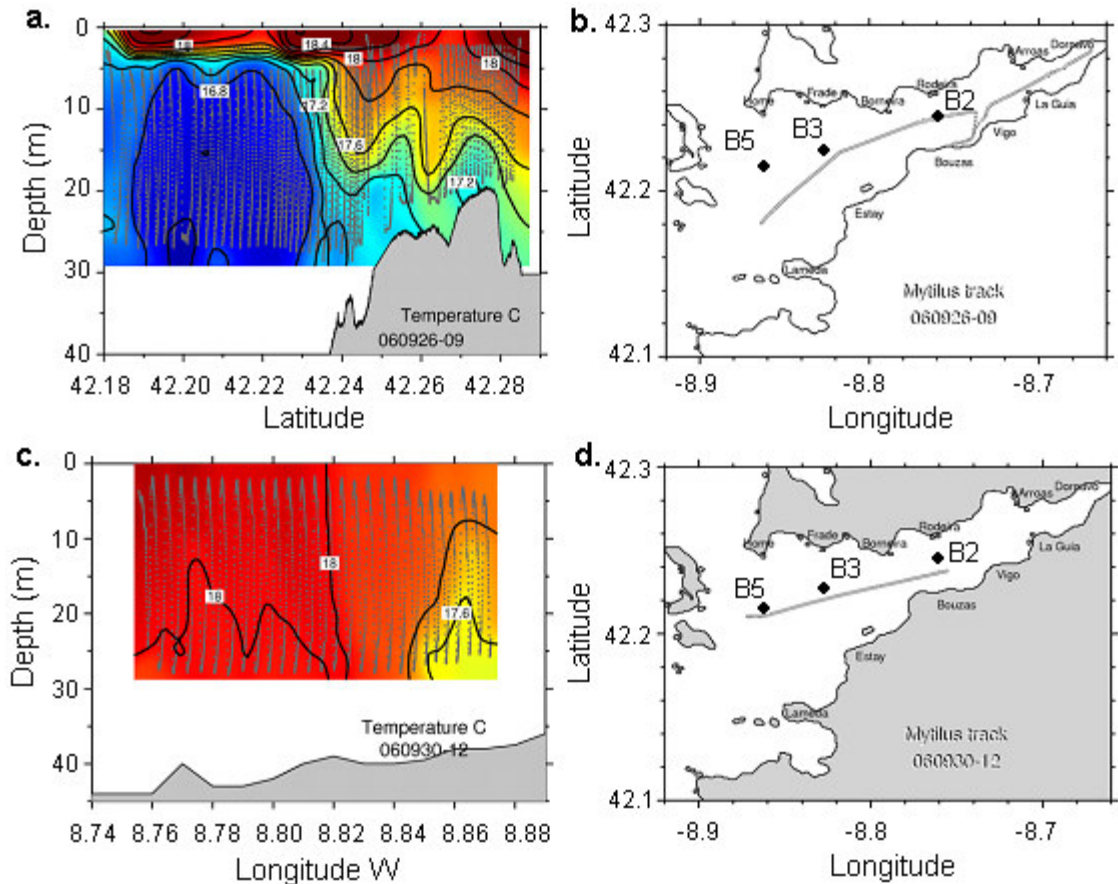 a.
0
10
20
30
40
Depth (m)
18
18.4
18
16.8
17.2
17.6
17.2
Temperature C
060926-09
42.18 42.20 42.22 42.24 42.26 42.28
Latitude
b.
42.3
42.2
42.1
Latitude
Arroas
Rodeira
Home
Frade
Borneira
La Guia
Vigo
Bouzas
Estay
Lameda
B2
B3
B5
Mytilus track
060926-09
-8.9 -8.8 -8.7
Longitude
c.
0
10
20
30
40
Depth (m)
18
18
17.6
Temperature C
060930-12
8.74 8.76 8.78 8.80 8.82 8.84 8.86 8.88
Longitude W
d.
42.3
42.2
42.1
Latitude
Arroas
Rodeira
Home
Frade
Borneira
La Guia
Vigo
Bouzas
Estay
Lameda
B2
B3
B5
Mytilus track
060930-12
-8.9 -8.8 -8.7
Longitude